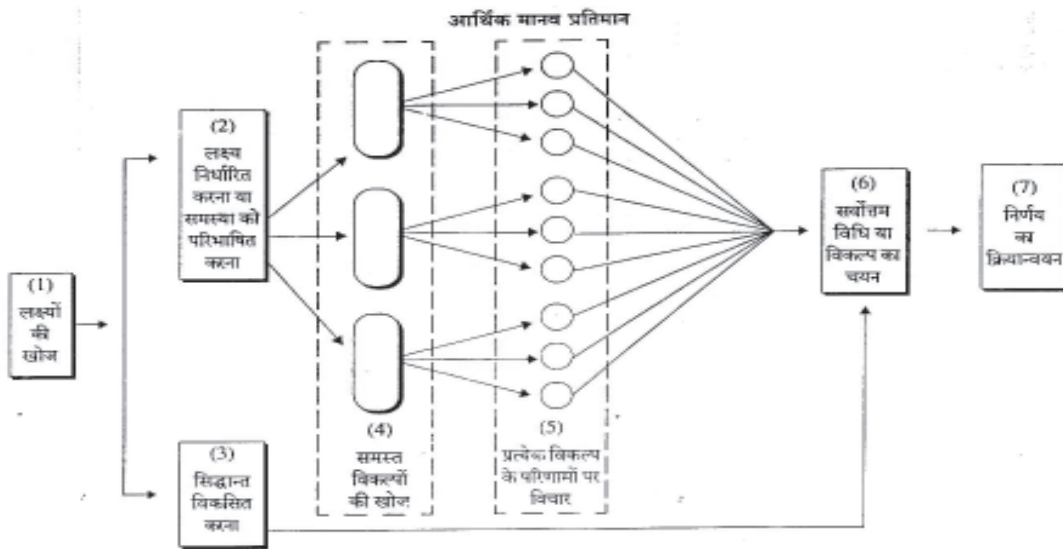 आर्थिक मानव प्रतिमान
(1)
लक्ष्यों
की
खोज
(2)
लक्ष्य
निर्धारित
करना या
समस्या को
परिभाषित
करना
(3)
सिद्धान्त
विकसित
करना
(4)
समस्त
विकल्पों
की खोज
(5)
प्रत्येक विकल्प
के परिणामों पर
विचार
(6)
सर्वोत्तम
विधि या
विकल्प का
चयन
(7)
निर्णय
का
क्रियान्वयन